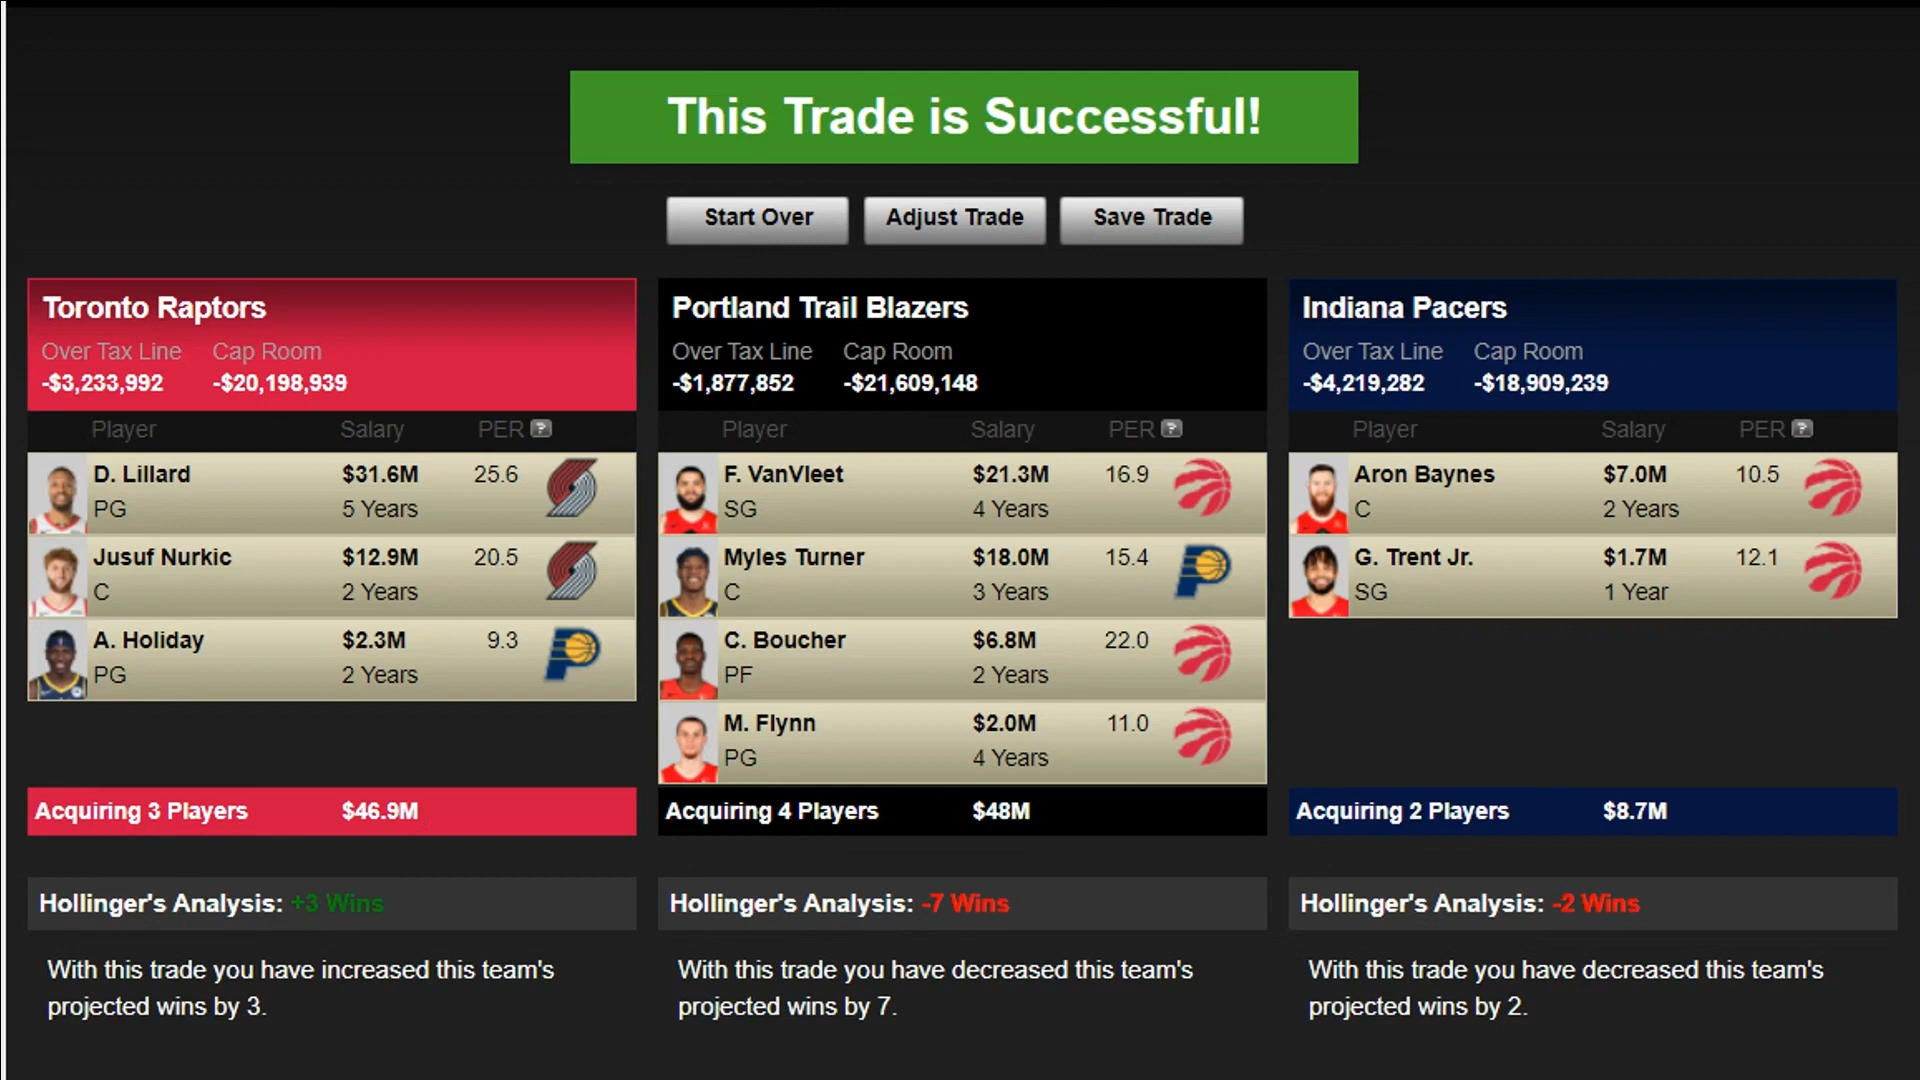 This Trade is Successful!
Start Over Adjust Trade Save Trade
Toronto Raptors
Over Tax Line Cap Room
-$3,233,992 -$20,198,939
Player Salary PER ?
D. Lillard $31.6M 25.6
PG 5 Years
Jusuf Nurkic $12.9M 20.5
C 2 Years
A. Holiday $2.3M 9.3
PG 2 Years
Acquiring 3 Players $46.9M
Hollinger's Analysis: +3 Wins
With this trade you have increased this team's
projected wins by 3.
Portland Trail Blazers
Over Tax Line Cap Room
-$1,877,852 -$21,609,148
Player Salary PER ?
F. VanVleet $21.3M 16.9
SG 4 Years
Myles Turner $18.0M 15.4
C 3 Years
C. Boucher $6.8M 22.0
PF 2 Years
M. Flynn $2.0M 11.0
PG 4 Years
Acquiring 4 Players $48M
Hollinger's Analysis: -7 Wins
With this trade you have decreased this team's
projected wins by 7.
Indiana Pacers
Over Tax Line Cap Room
-$4,219,282 -$18,909,239
Player Salary PER ?
Aron Baynes $7.0M 10.5
C 2 Years
G. Trent Jr. $1.7M 12.1
SG 1 Year
Acquiring 2 Players $8.7M
Hollinger's Analysis: -2 Wins
With this trade you have decreased this team's
projected wins by 2.